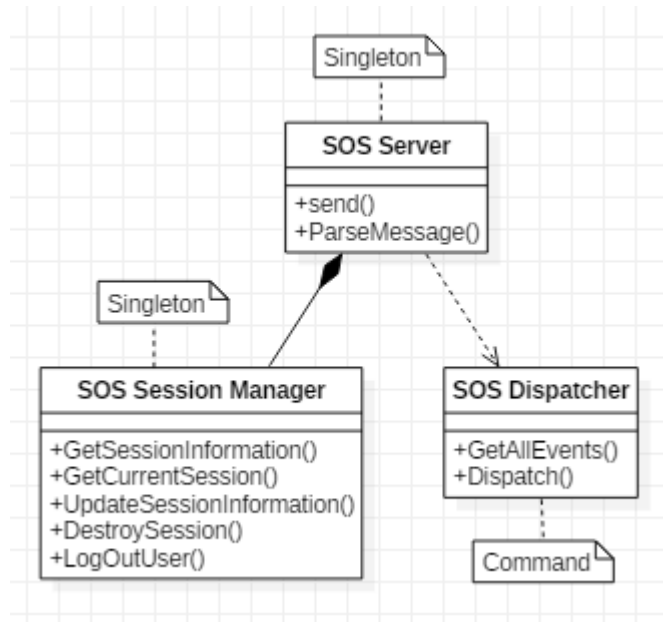 Singleton
SOS Server
+send()
+ParseMessage()
Singleton
SOS Session Manager
+GetSessionInformation()
+GetCurrentSession()
+UpdateSessionInformation()
+DestroySession()
+LogOutUser()
SOS Dispatcher
+GetAllEvents()
+Dispatch()
Command